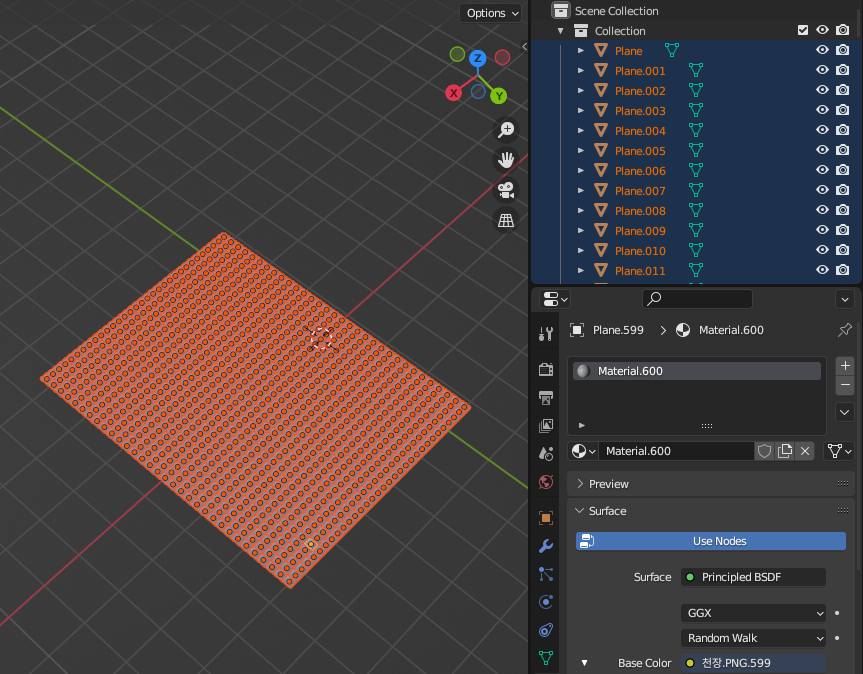 Options
Z
X
Y
Scene Collection
Collection
Plane
Plane.001
Plane.002
Plane.003
Plane.004
Plane.005
Plane.006
Plane.007
Plane.008
Plane.009
Plane.010
Plane.011
Plane.599 > Material.600
Material.600
Material.600
Preview
Surface
Use Nodes
Surface Principled BSDF
GGX
Random Walk
Base Color 천장.PNG.599